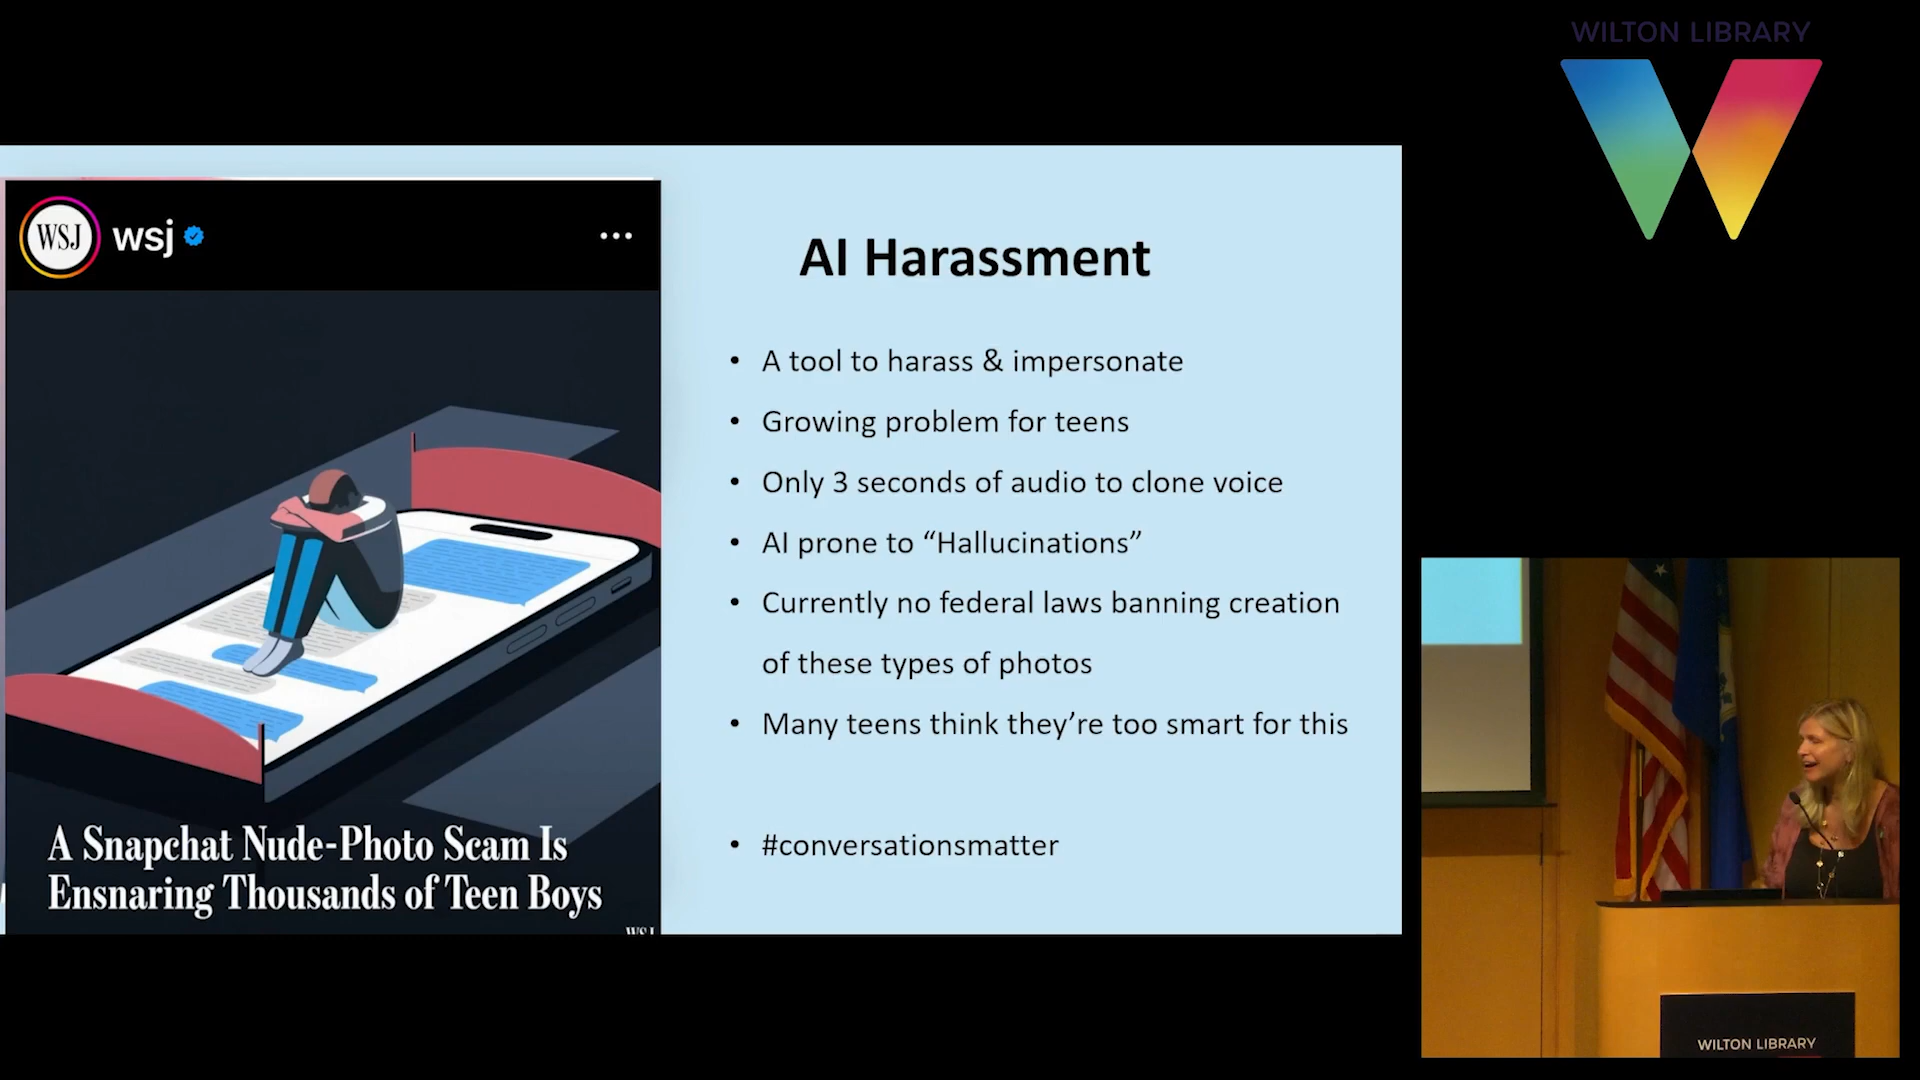 WILTON LIBRARY
WSJ
wsj
AI Harassment
• A tool to harass & impersonate
• Growing problem for teens
• Only 3 seconds of audio to clone voice
• AI prone to “Hallucinations”
• Currently no federal laws banning creation
of these types of photos
• Many teens think they’re too smart for this
• #conversationsmatter
A Snapchat Nude-Photo Scam Is
Ensnaring Thousands of Teen Boys
WSJ
WILTON LIBRARY